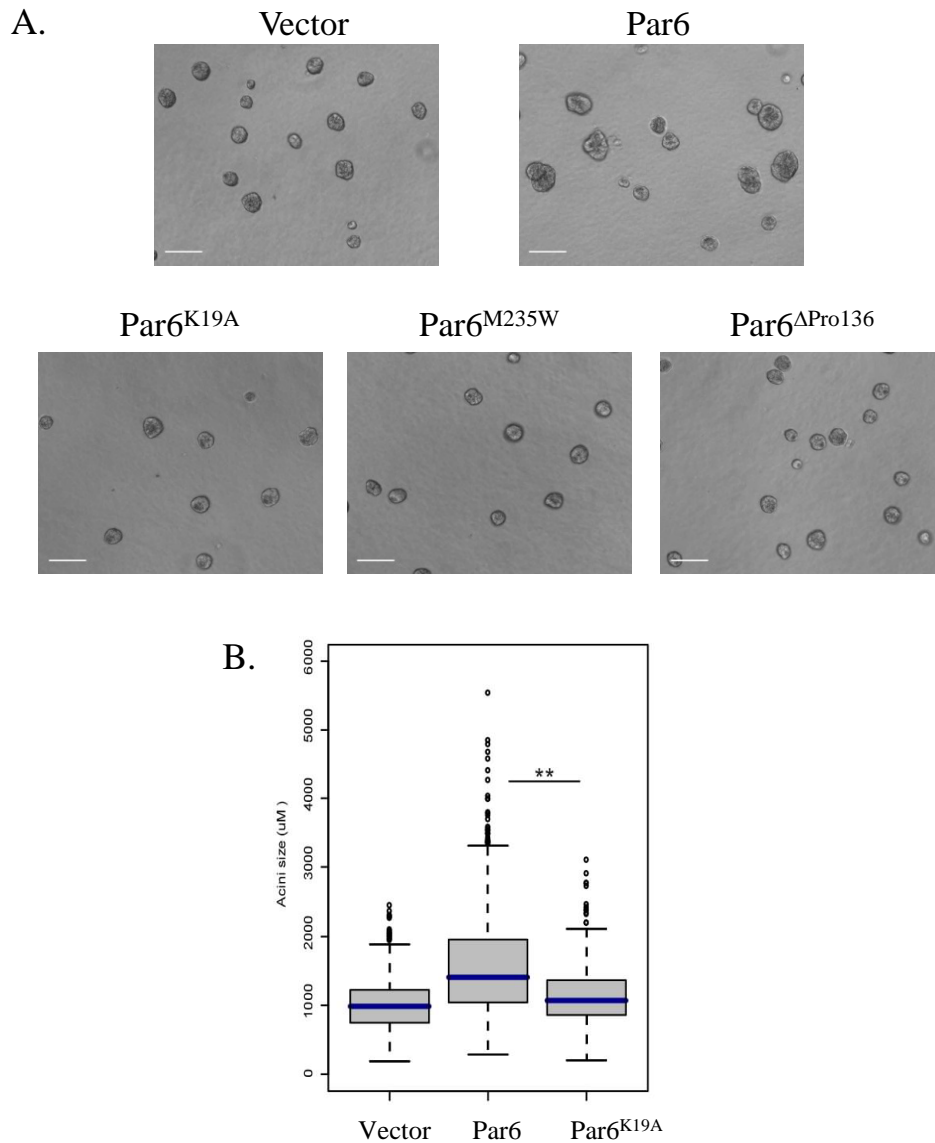 A.
Vector
Par6
Par6K19A
Par6M235W
Par6ΔPro136
B.
Acini size (uM )
6000
5000
4000
3000
2000
1000
0
**
Vector
Par6
Par6K19A